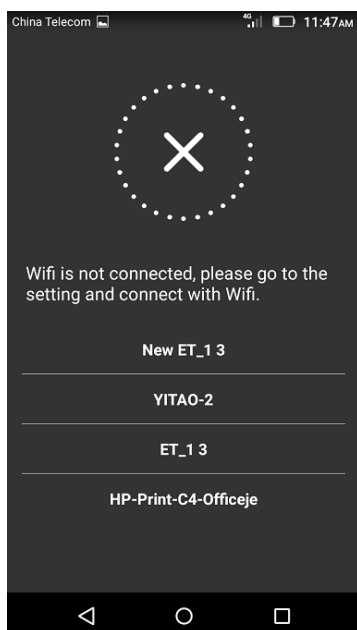 China Telecom
4G
11:47AM
Wifi is not connected, please go to the
setting and connect with Wifi.
New ET_1 3
YITAO-2
ET_1 3
HP-Print-C4-Officeje